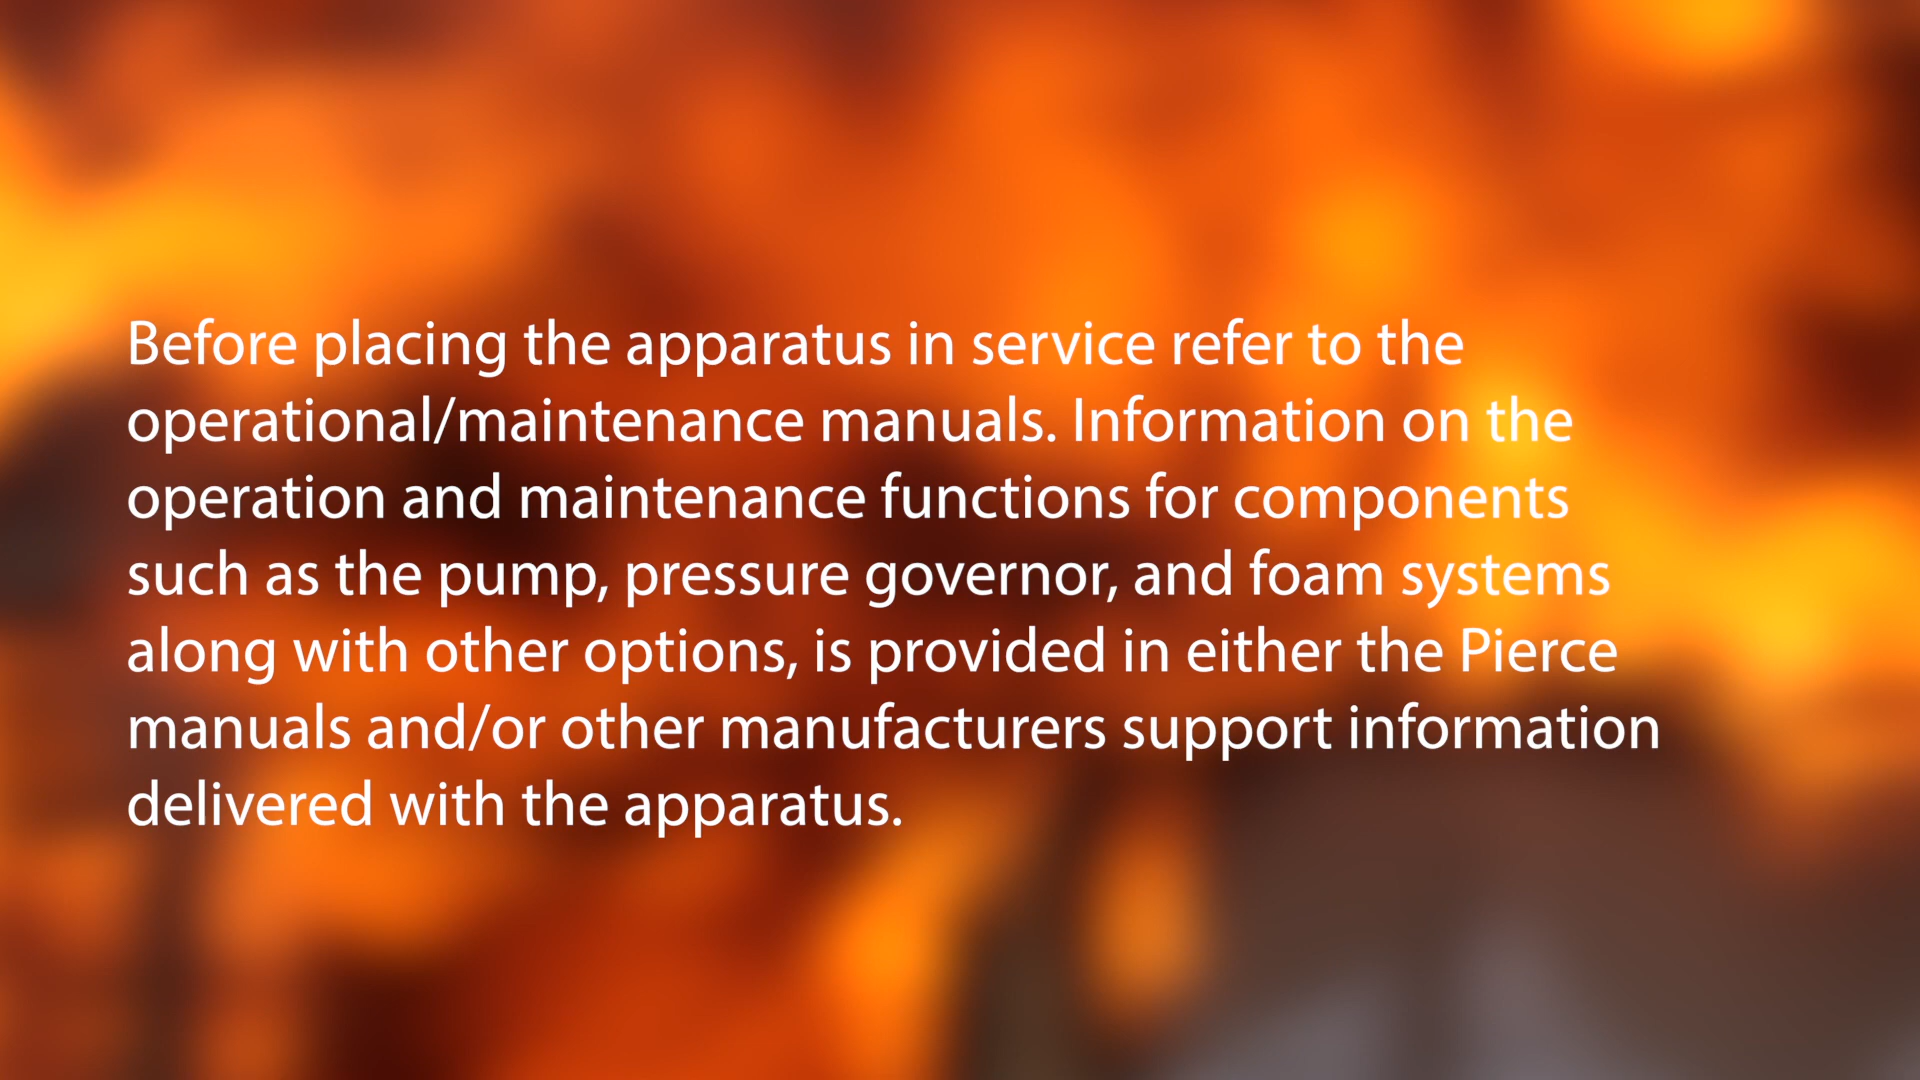 Before placing the apparatus in service refer to the
operational/maintenance manuals. Information on the
operation and maintenance functions for components
such as the pump, pressure governor, and foam systems
along with other options, is provided in either the Pierce
manuals and/or other manufacturers support information
delivered with the apparatus.